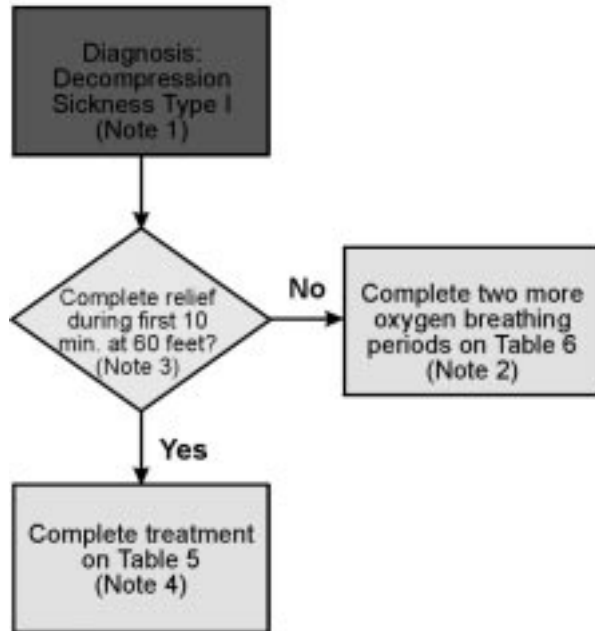 Diagnosis:
Decompression
Sickness Type I
(Note 1)
Complete relief
during first 10
min. at 60 feet?
(Note 3)
No
Complete two more
oxygen breathing
periods on Table 6
(Note 2)
Yes
Complete treatment
on Table 5
(Note 4)